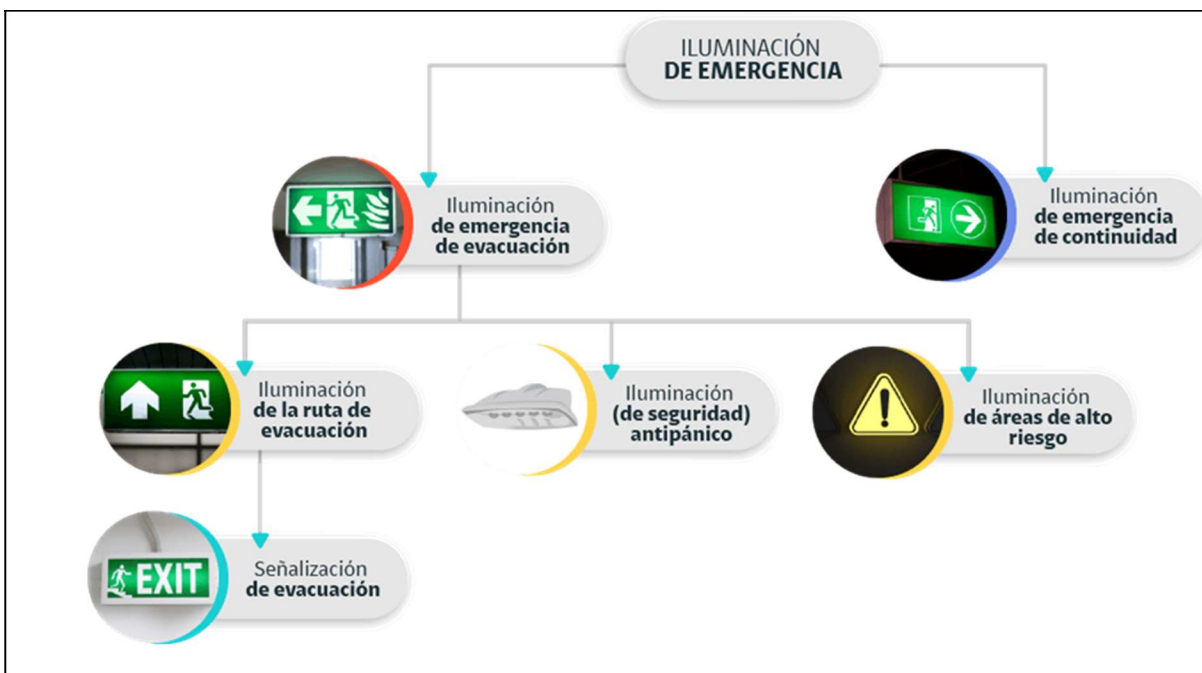 ILUMINACIÓN
DE EMERGENCIA
Iluminación
de emergencia
de evacuación
Iluminación
de emergencia
de continuidad
Iluminación
de la ruta de
evacuación
Iluminación
(de seguridad)
antipánico
Iluminación
de áreas de alto
riesgo
EXIT
Señalización
de evacuación